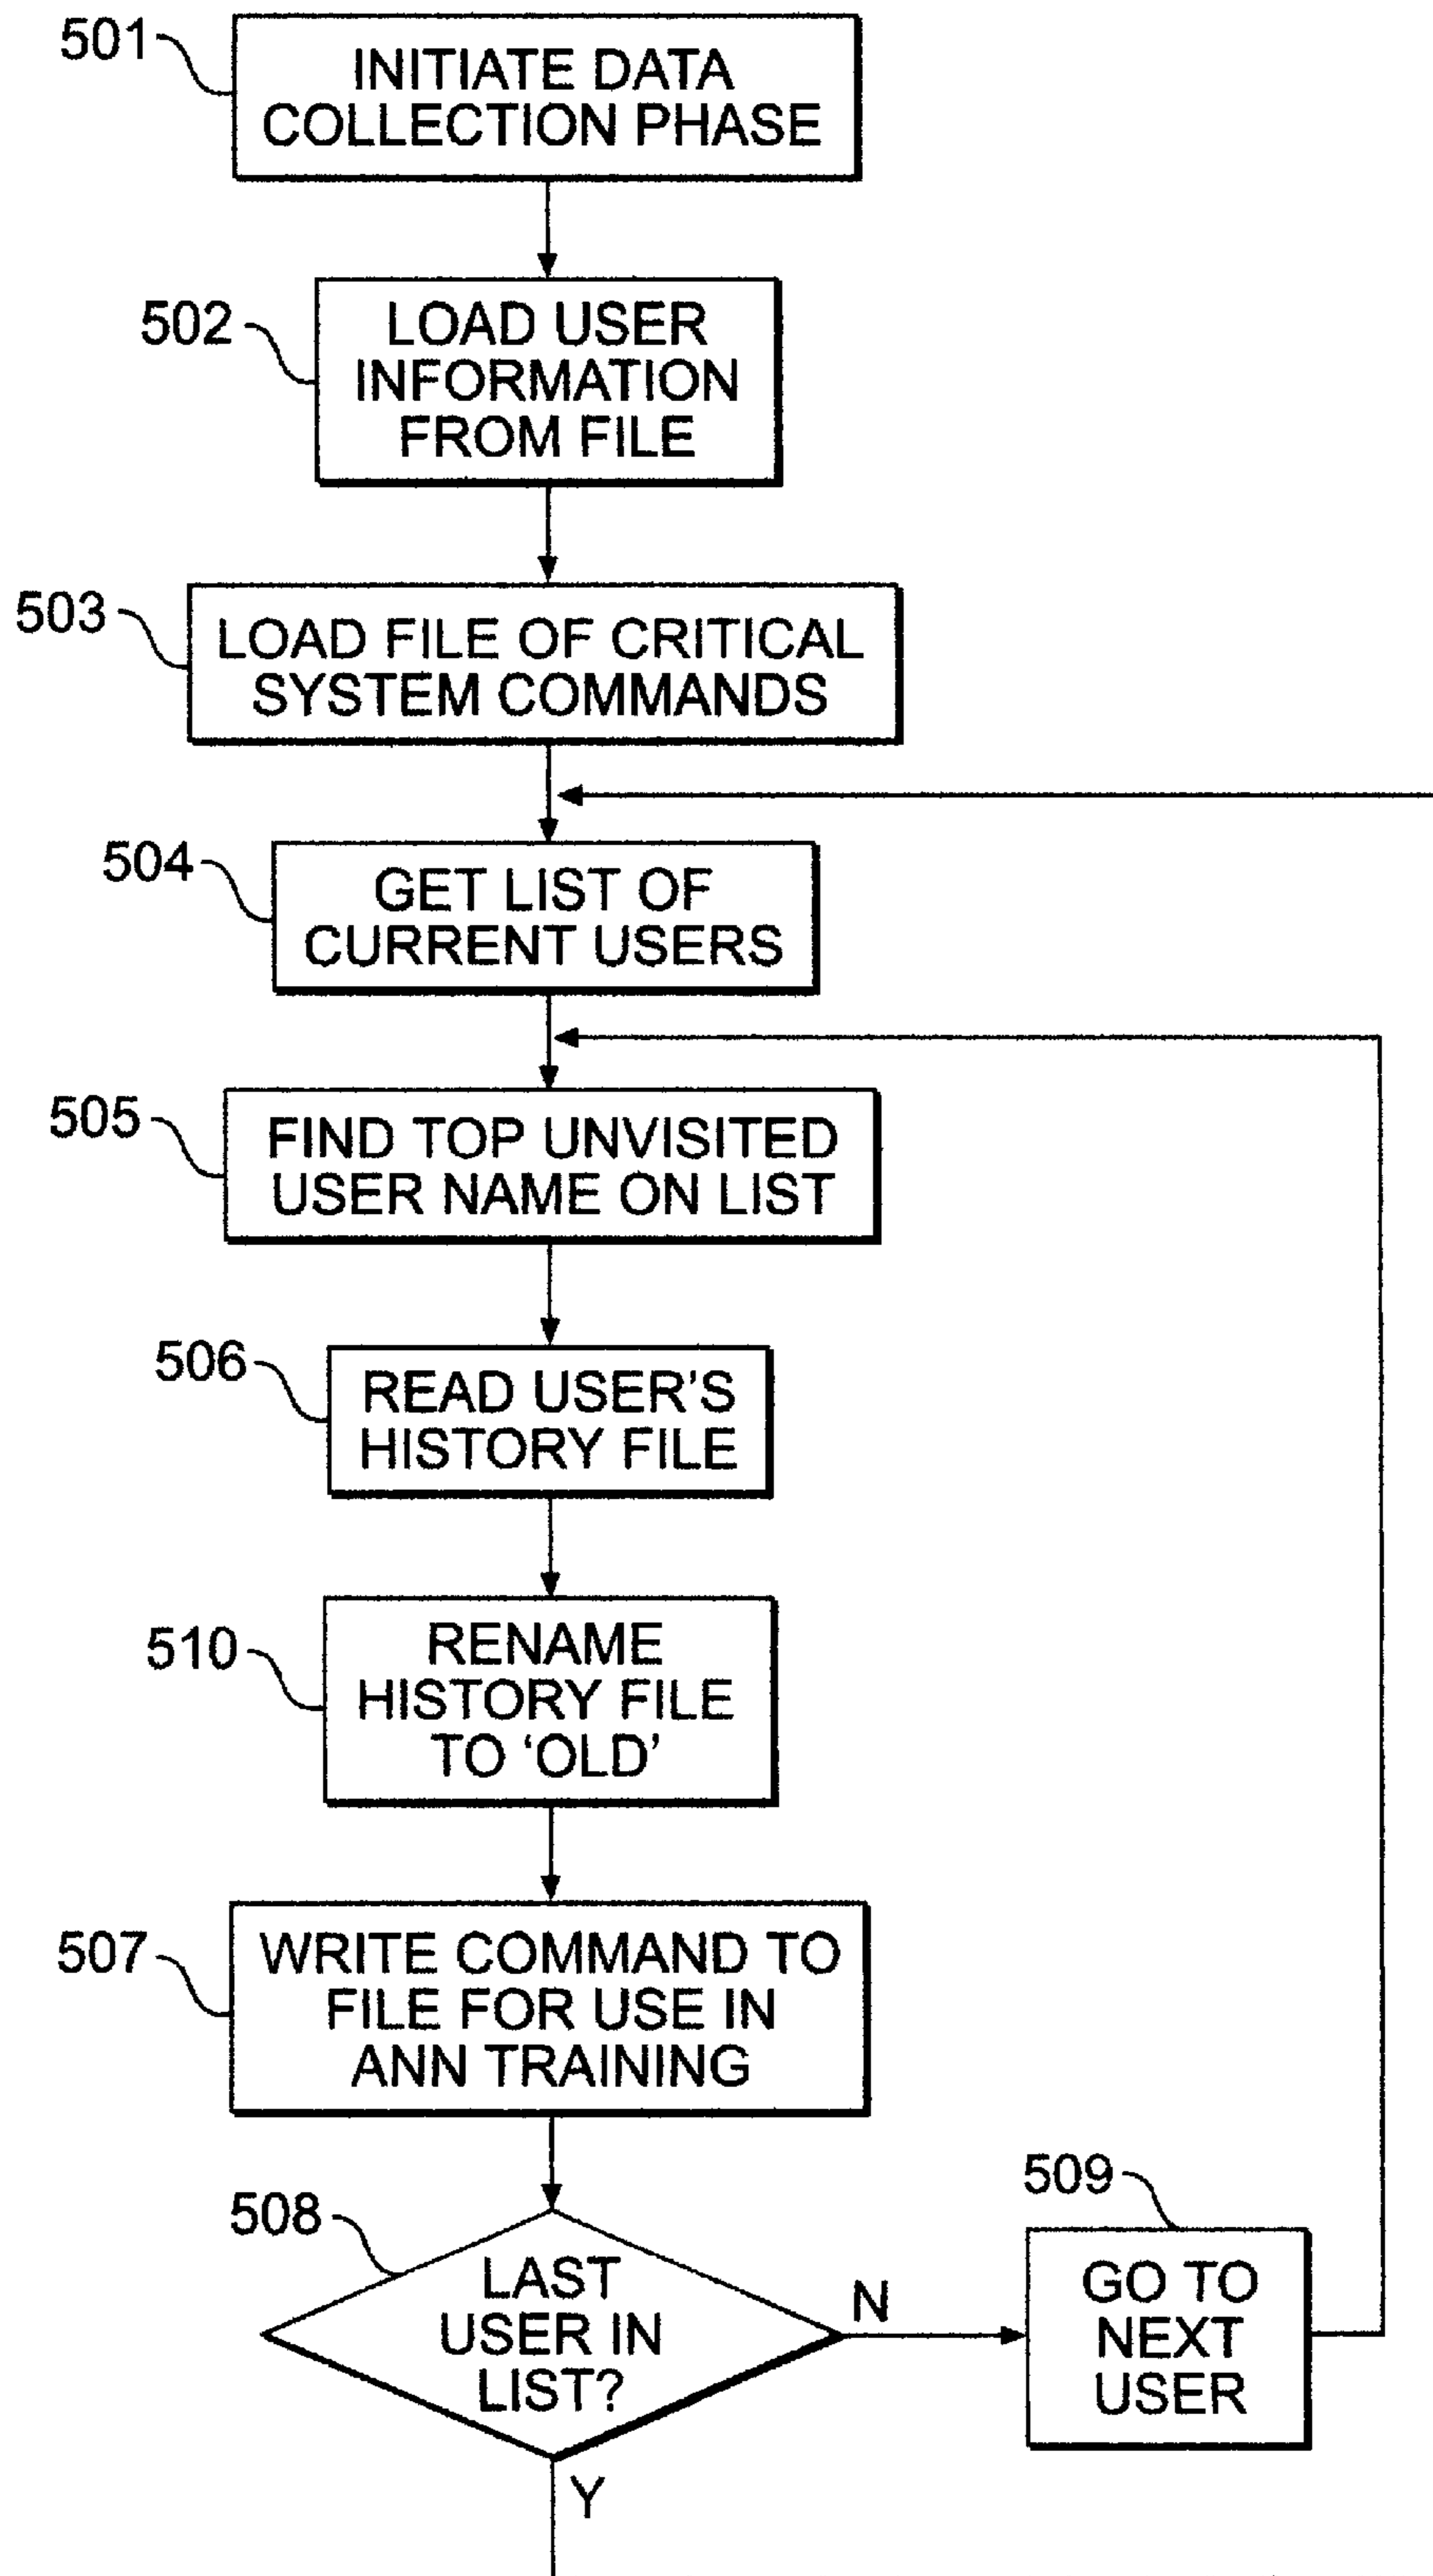 501
INITIATE DATA
COLLECTION PHASE
502
LOAD USER
INFORMATION
FROM FILE
503
LOAD FILE OF CRITICAL
SYSTEM COMMANDS
504
GET LIST OF
CURRENT USERS
505
FIND TOP UNVISITED
USER NAME ON LIST
506
READ USER'S
HISTORY FILE
510
RENAME
HISTORY FILE
TO ‘OLD’
507
WRITE COMMAND TO
FILE FOR USE IN
ANN TRAINING
508
LAST
USER IN
LIST?
N
509
GO TO
NEXT
USER
Y